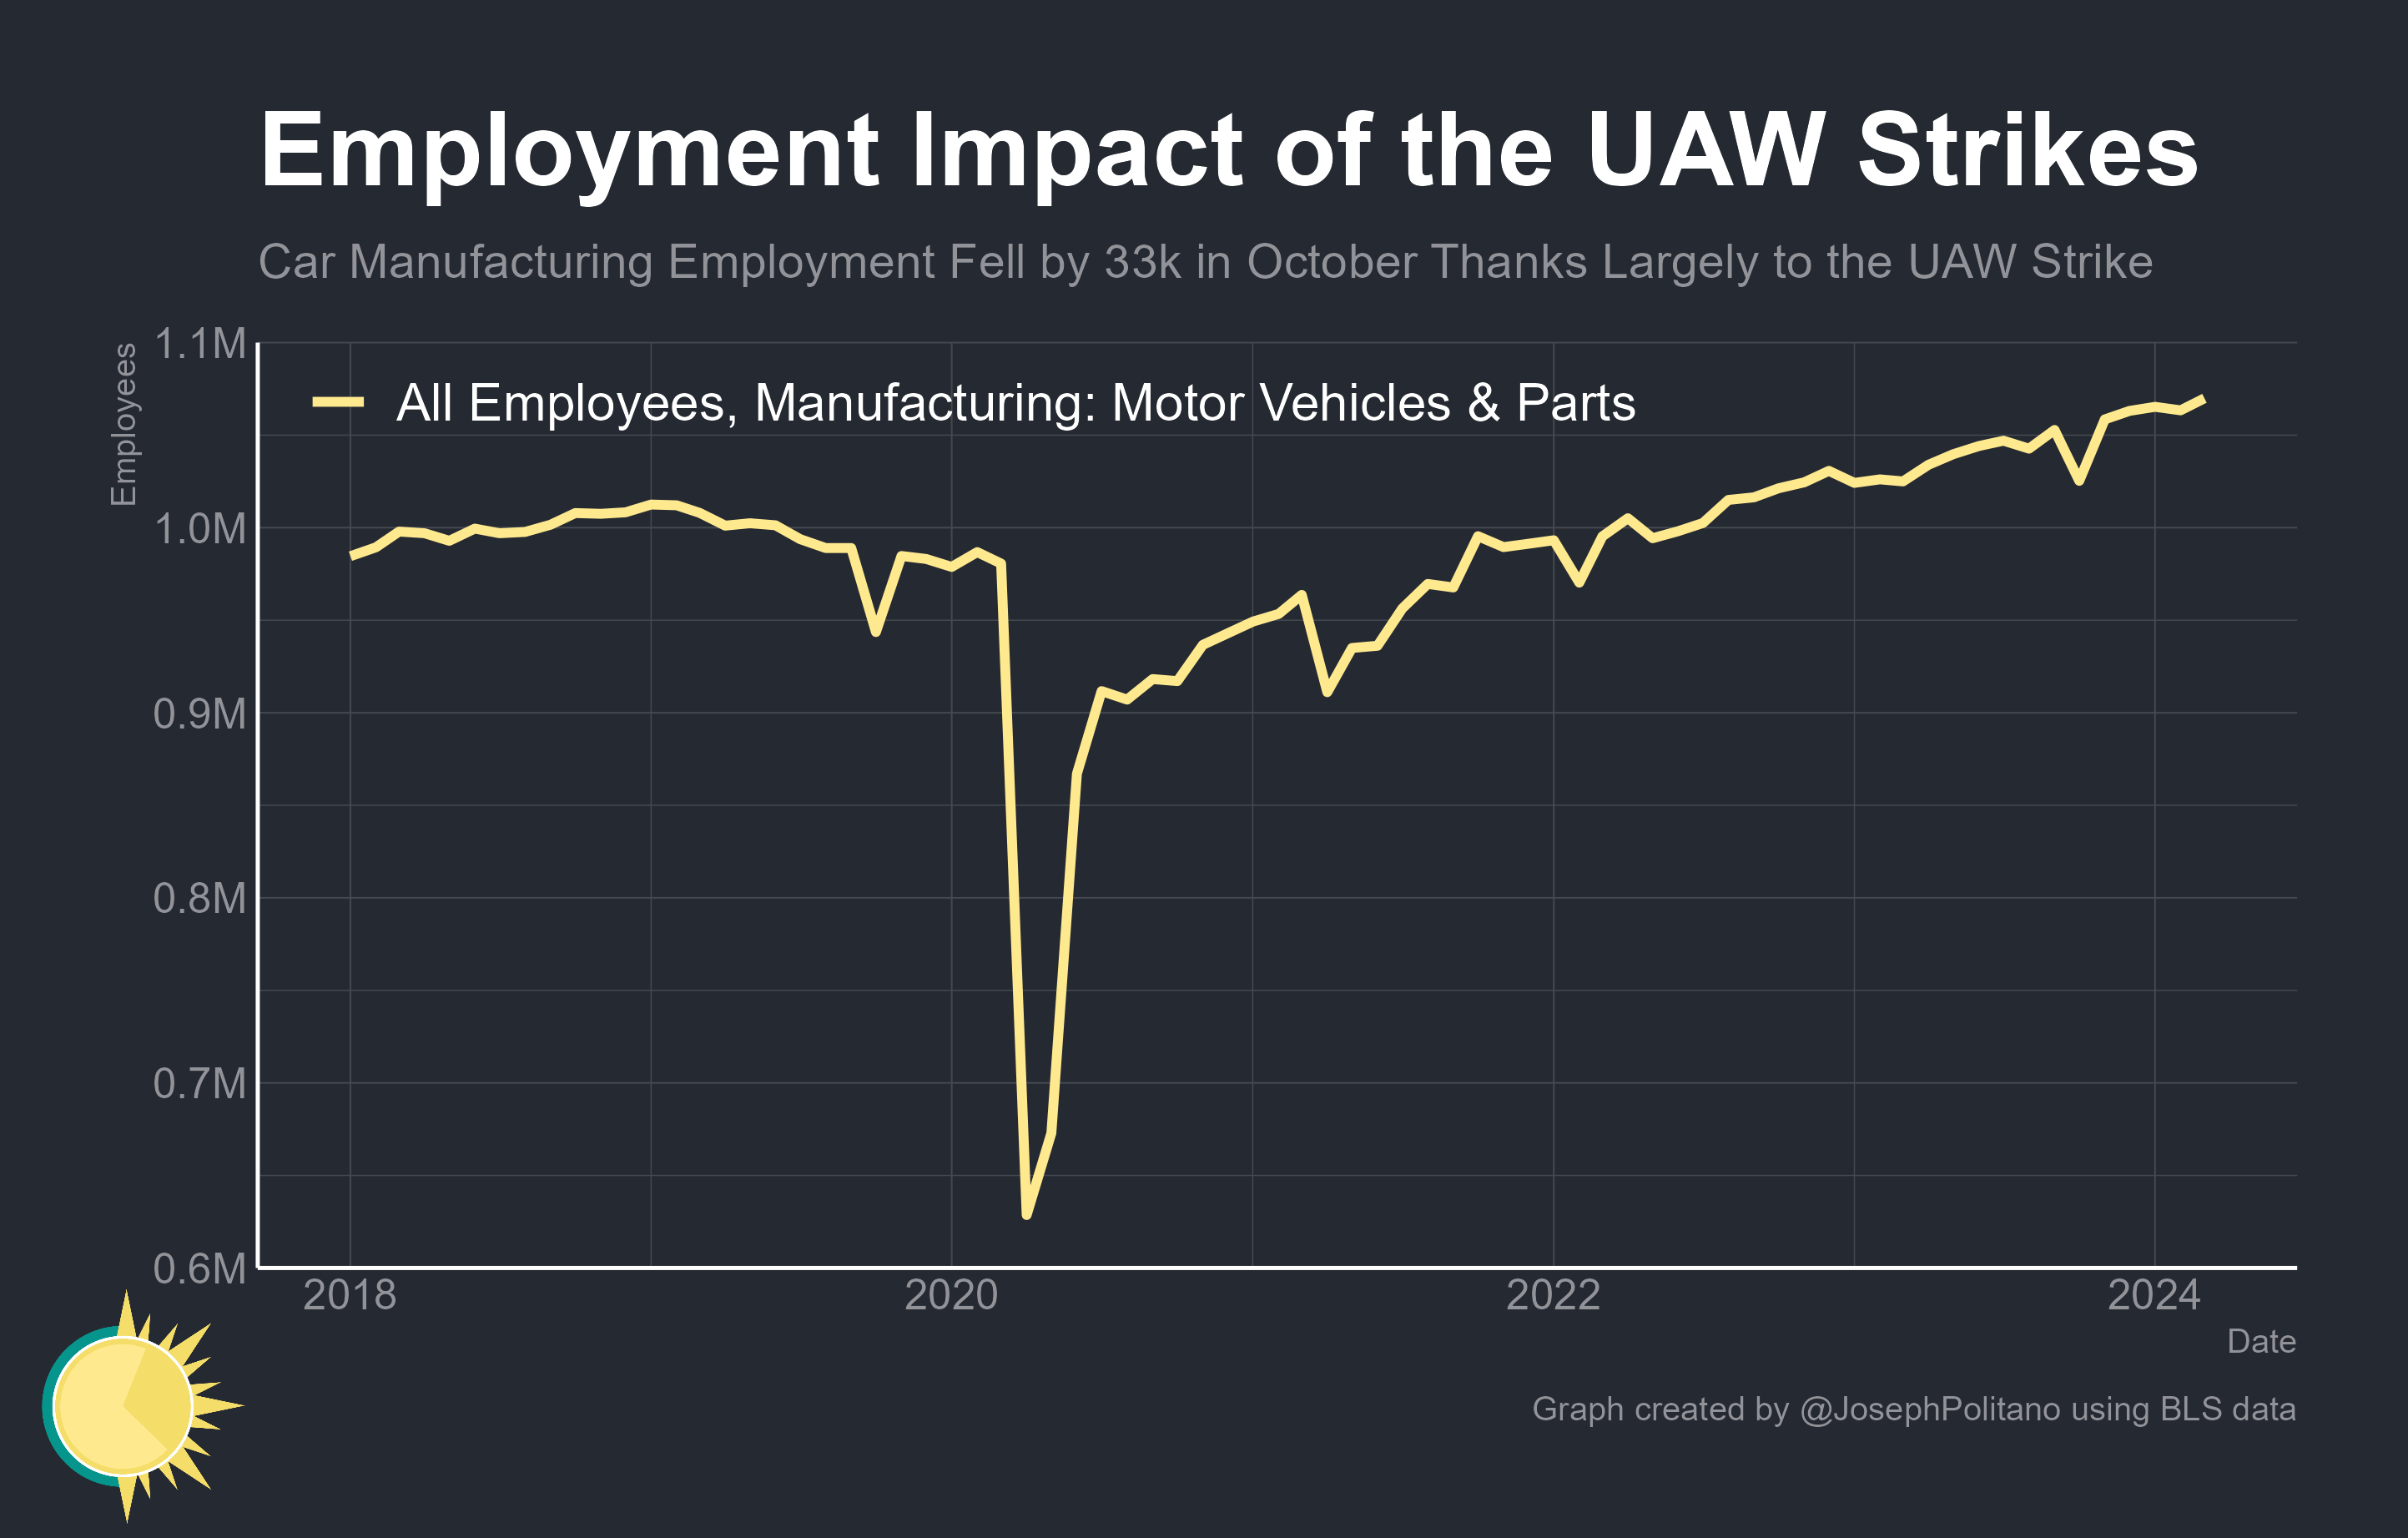 Employment Impact of the UAW Strikes
Car Manufacturing Employment Fell by 33k in October Thanks Largely to the UAW Strike
Employees
1.1M
All Employees, Manufacturing: Motor Vehicles & Parts
1.0M
0.9M
0.8M
0.7M
0.6M
2018 2020 2022 2024
Date
Graph created by @JosephPolitano using BLS data